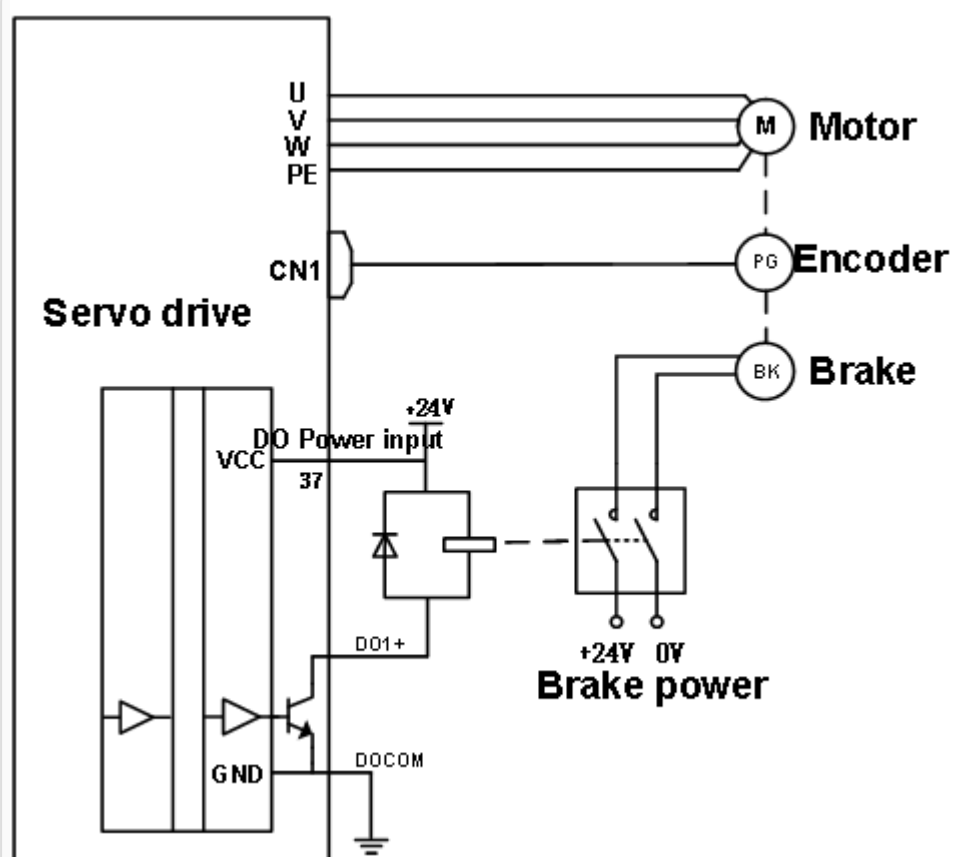 U
V
W
PE
M
Motor
CN1
PG
Encoder
Servo drive
BK
Brake
+24V
DO Power input
VCC
37
DO1+
+24V 0V
Brake power
DOCOM
GND